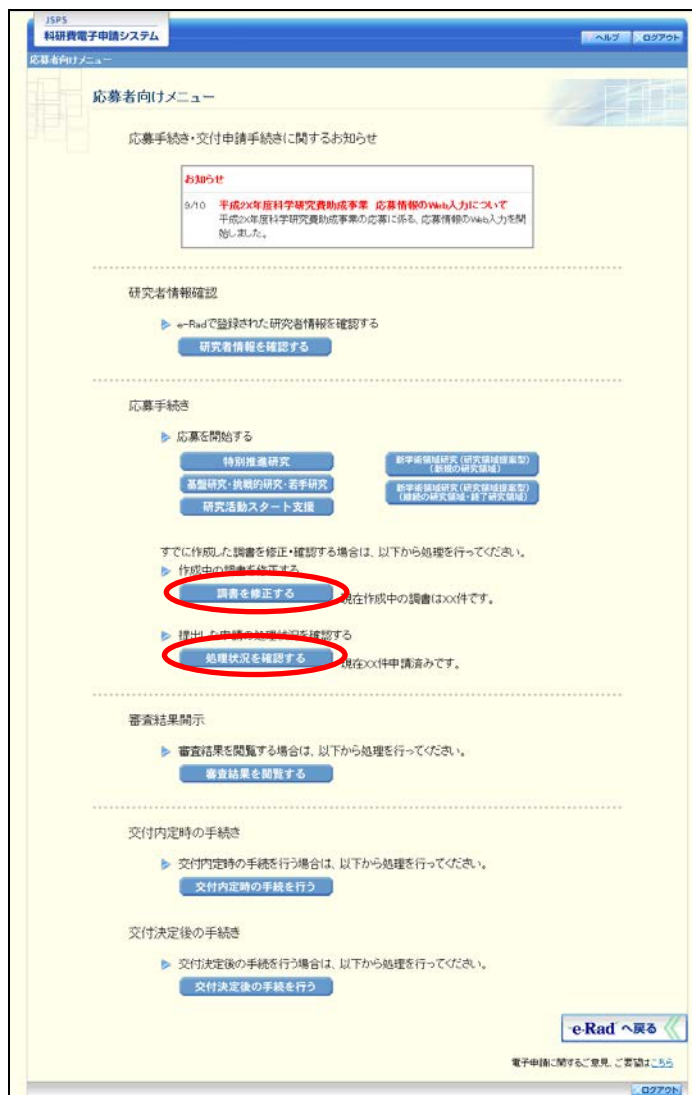 JSPS
科研費電子申請システム
ヘルプ ログアウト
応募者向けメニュー
応募者向けメニュー
応募手続き・交付申請手続きに関するお知らせ
お知らせ
9/10 平成2X年度科学研究費助成事業 応募情報のWeb入力について
平成2X年度科学研究費助成事業の応募に係る、応募情報のWeb入力を開
始しました。
研究者情報確認
e-Radで登録された研究者情報を確認する
研究者情報を確認する
応募手続き
応募を開始する
特別推進研究
新学術領域研究(研究領域提案型)
(新規の研究領域)
基盤研究・挑戦的研究・若手研究
新学術領域研究(研究領域提案型)
(継続の研究領域・終了研究領域)
研究活動スタート支援
すでに作成した調書を修正・確認する場合は、以下から処理を行ってください。
作成中の調書を修正する
調書を修正する 現在作成中の調書はXX件です。
提出した申請の処理状況を確認する
処理状況を確認する 現在XX件申請済みです。
審査結果開示
審査結果を閲覧する場合は、以下から処理を行ってください。
審査結果を閲覧する
交付内定時の手続き
交付内定時の手続を行う場合は、以下から処理を行ってください。
交付内定時の手続を行う
交付決定後の手続き
交付決定後の手続を行う場合は、以下から処理を行ってください。
交付決定後の手続を行う
e-Rad へ戻る
電子申請に関するご意見、ご要望はこちら
ログアウト